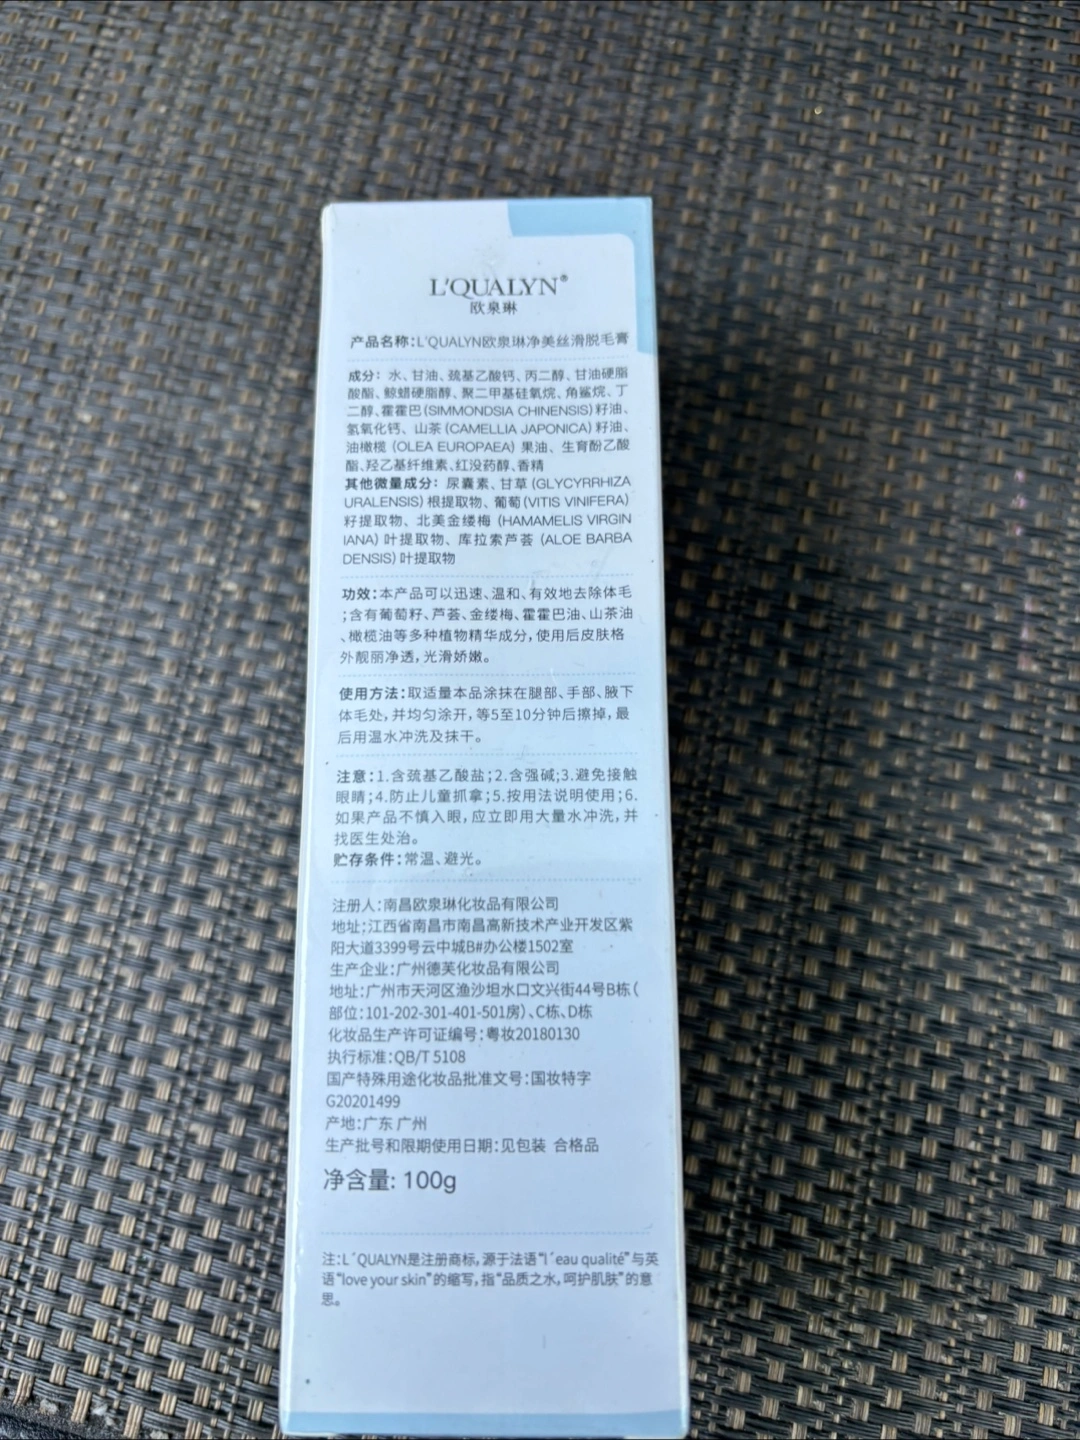 L'QUALYN®
欧泉琳
产品名称:L'QUALYN欧泉琳净美丝滑脱毛膏
成分: 水、甘油、巯基乙酸钙、丙二醇、甘油硬脂
酸酯、鲸蜡硬脂醇、聚二甲基硅氧烷、角鲨烷、丁
二醇、霍霍巴(SIMMONDSIA CHINENSIS)籽油、
氢氧化钙、山茶(CAMELLIA JAPONICA)籽油、
油橄榄(OLEA EUROPAEA)果油、生育酚乙酸
酯、羟乙基纤维素、红没药醇、香精
其他微量成分: 尿囊素、甘草(GLYCYRRHIZA
URALENSIS)根提取物、葡萄(VITIS VINIFERA)
籽提取物、北美金缕梅(HAMAMELIS VIRGIN
IANA)叶提取物、库拉索芦荟(ALOE BARBA
DENSIS)叶提取物
功效:本产品可以迅速、温和、有效地去除体毛
;含有葡萄籽、芦荟、金缕梅、霍霍巴油、山茶油
、橄榄油等多种植物精华成分,使用后皮肤格
外靓丽净透,光滑娇嫩。
使用方法:取适量本品涂抹在腿部、手部、腋下
体毛处,并均匀涂开,等5至10分钟后擦掉,最
后用温水冲洗及抹干。
注意:1.含巯基乙酸盐;2.含强碱;3.避免接触
眼睛;4.防止儿童抓拿;5.按用法说明使用;6.
如果产品不慎入眼,应立即用大量水冲洗,并
找医生处治。
贮存条件:常温、避光。
注册人:南昌欧泉琳化妆品有限公司
地址:江西省南昌市南昌高新技术产业开发区紫
阳大道3399号云中城B#办公楼1502室
生产企业:广州德芙化妆品有限公司
地址:广州市天河区渔沙坦水口文兴街44号B栋(
部位:101-202-301-401-501房)、C栋、D栋
化妆品生产许可证编号:粤妆20180130
执行标准:QB/T 5108
国产特殊用途化妆品批准文号:国妆特字
G20201499
产地:广东 广州
生产批号和限期使用日期:见包装 合格品
净含量: 100g
注:L´QUALYN是注册商标,源于法语“l´eau qualité”与英
语“love your skin”的缩写,指“品质之水,呵护肌肤”的意
思。